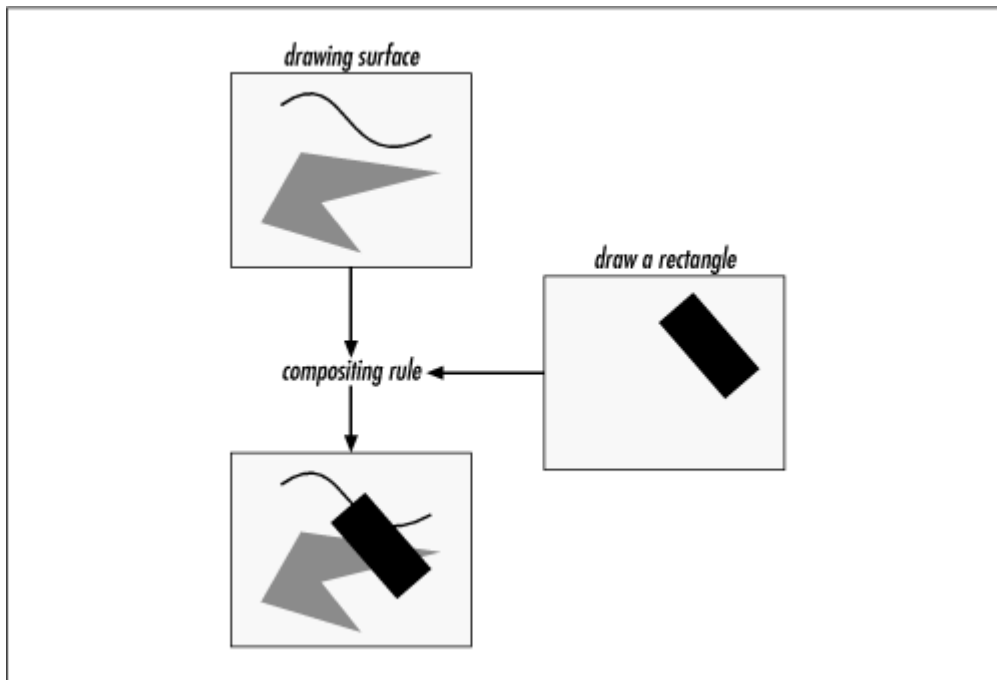 drawing surface
draw a rectangle
compositing rule